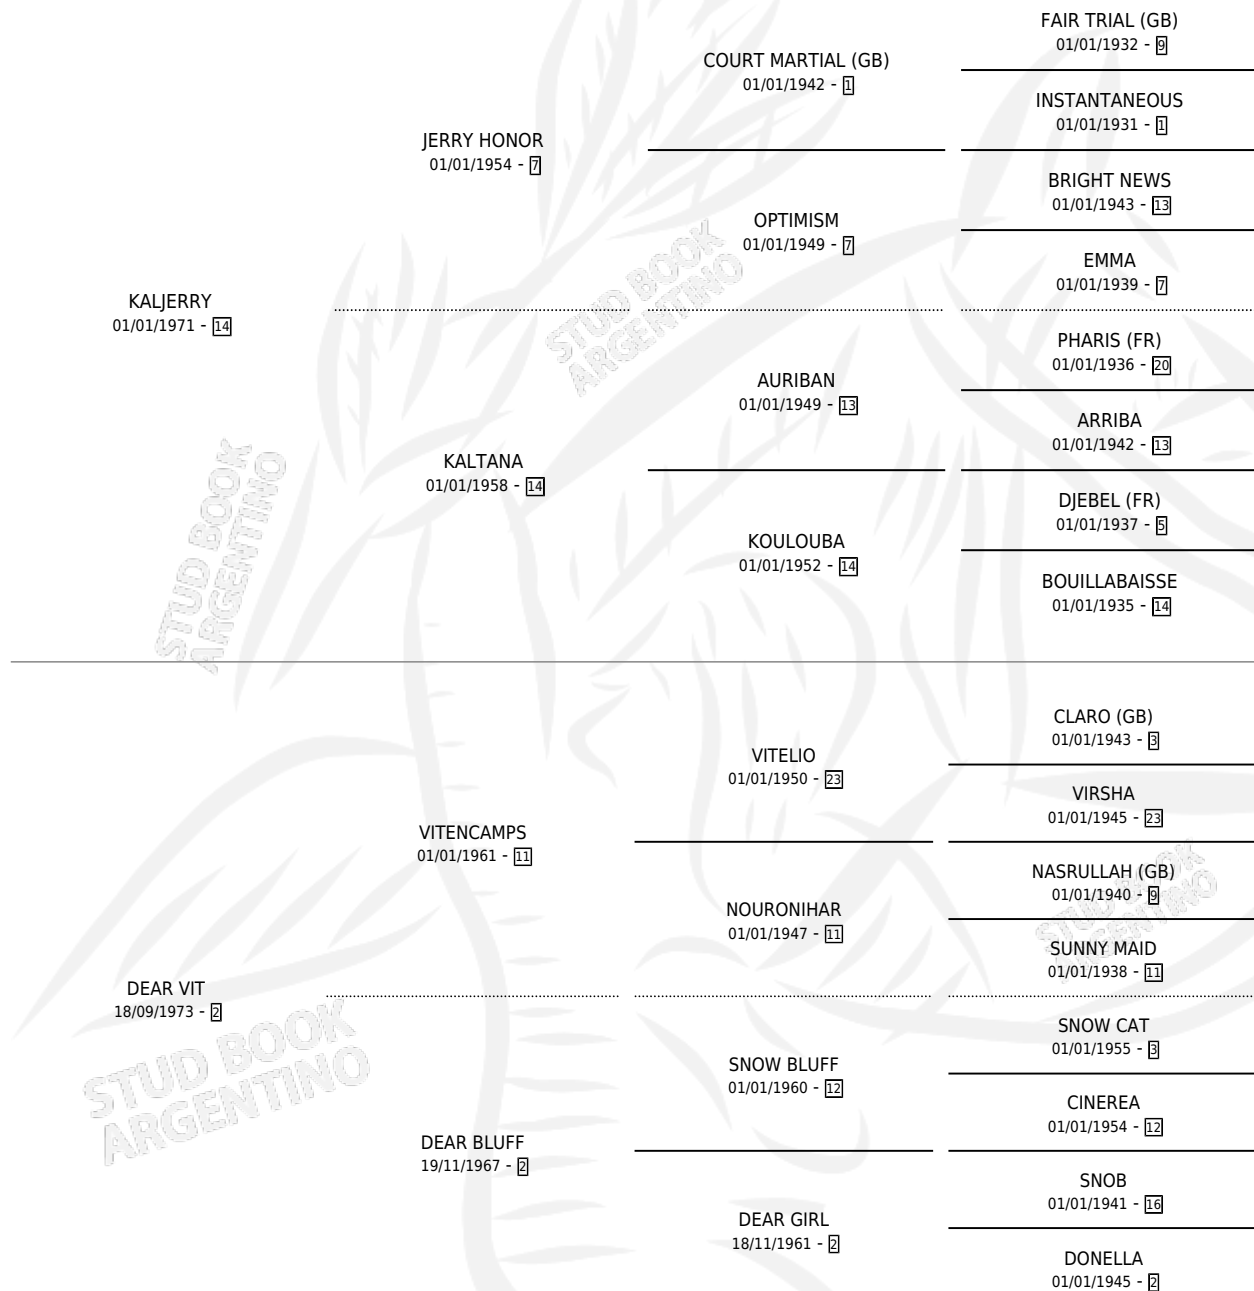 FAIR TRIAL (GB)
01/01/1932 - 9
COURT MARTIAL (GB)
01/01/1942 - 1
INSTANTANEOUS
01/01/1931 - 1
JERRY HONOR
01/01/1954 - 7
BRIGHT NEWS
01/01/1943 - 13
OPTIMISM
01/01/1949 - 7
EMMA
01/01/1939 - 7
KALJERRY
01/01/1971 - 14
PHARIS (FR)
01/01/1936 - 20
AURIBAN
01/01/1949 - 13
ARRIBA
01/01/1942 - 13
KALTANA
01/01/1958 - 14
DJEBEL (FR)
01/01/1937 - 5
KOULOUBA
01/01/1952 - 14
BOUILLABAISSE
01/01/1935 - 14
CLARO (GB)
01/01/1943 - 3
VITELIO
01/01/1950 - 23
VIRSHA
01/01/1945 - 23
VITENCAMPS
01/01/1961 - 11
NASRULLAH (GB)
01/01/1940 - 9
NOURONIHAR
01/01/1947 - 11
SUNNY MAID
01/01/1938 - 11
DEAR VIT
18/09/1973 - 2
SNOW CAT
01/01/1955 - 3
SNOW BLUFF
01/01/1960 - 12
CINEREA
01/01/1954 - 12
DEAR BLUFF
19/11/1967 - 2
SNOB
01/01/1941 - 16
DEAR GIRL
18/11/1961 - 2
DONELLA
01/01/1945 - 2
STUD BOOK
ARGENTINO
STUD BOOK
ARGENTINO
STUD BOOK
ARGENTINO
STUD BOOK
ARGENTINO